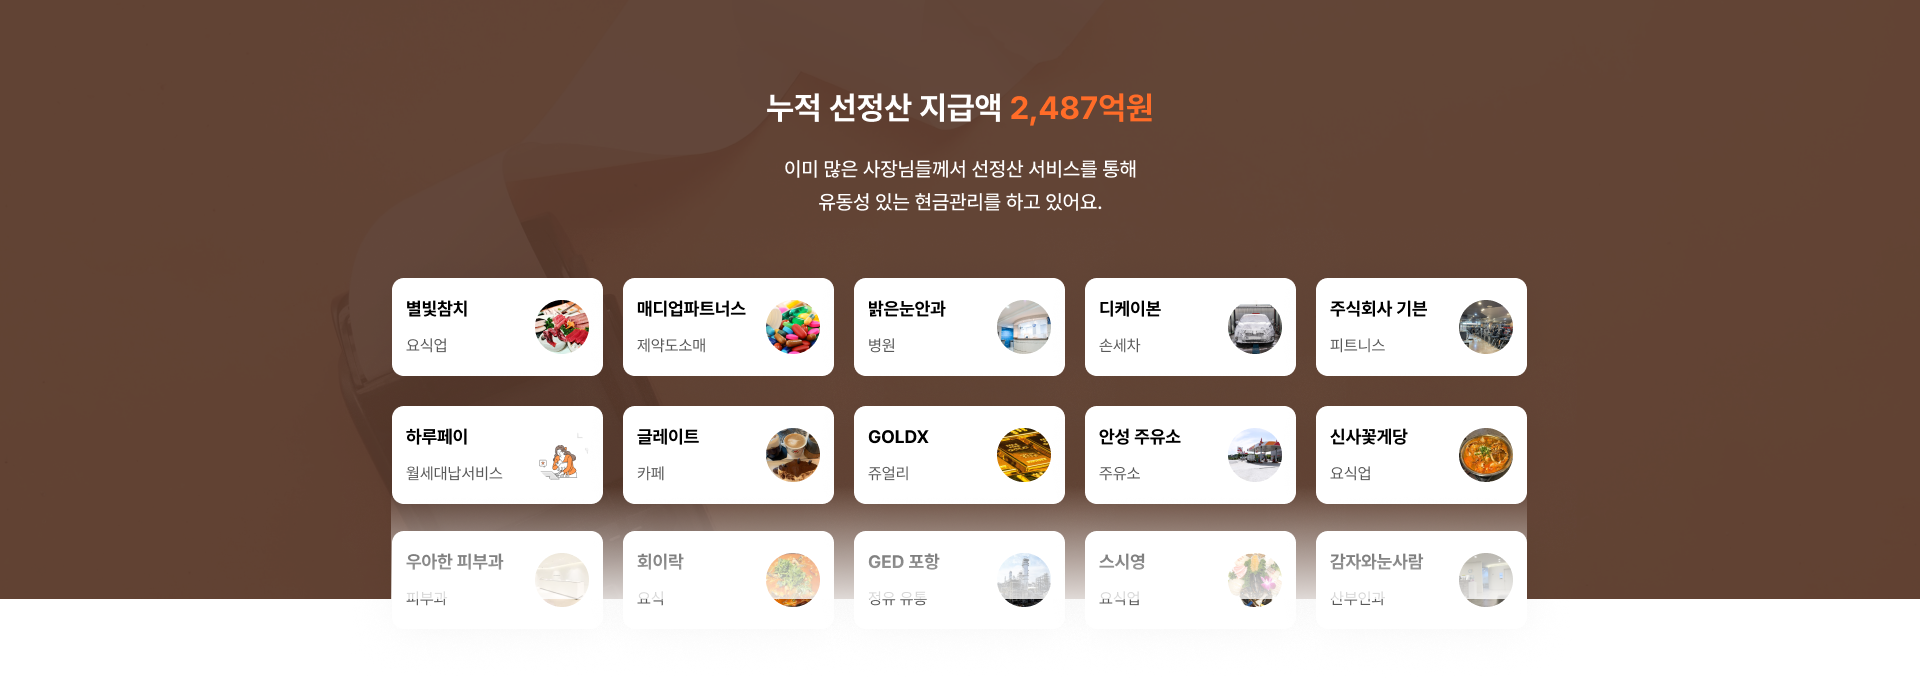 누적 선정산 지급액 2,487억원
이미 많은 사장님들께서 선정산 서비스를 통해
유동성 있는 현금관리를 하고 있어요.
별빛참치
요식업
매디업파트너스
제약도소매
밝은눈안과
병원
디케이본
손세차
주식회사 기븐
피트니스
하루페이
월세대납서비스
글레이트
카페
GOLDX
쥬얼리
안성 주유소
주유소
신사꽃게당
요식업
우아한 피부과
피부과
회이락
요식
GED 포항
정유 유통
스시영
요식업
감자와눈사람
산부인과